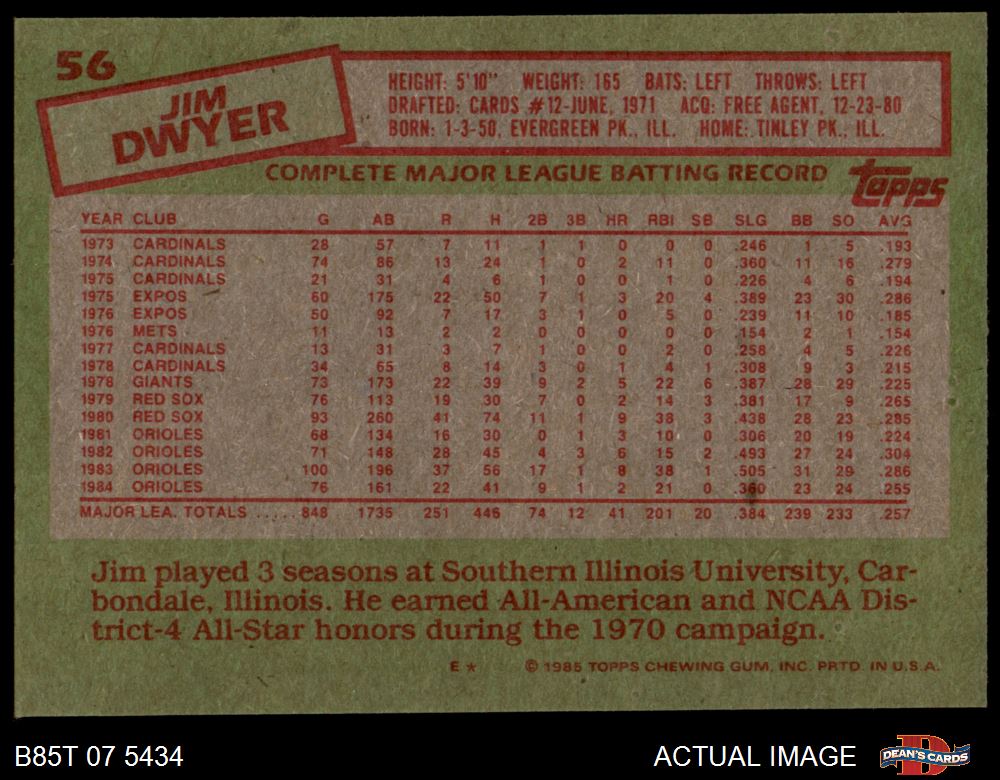 56
JIM
DWYER
HEIGHT: 5'10" WEIGHT: 165 BATS: LEFT THROWS: LEFT
DRAFTED: CARDS #12-JUNE, 1971 ACQ: FREE AGENT, 12-23-80
BORN: 1-3-50, EVERGREEN PK., ILL. HOME: TINLEY PK., ILL.
COMPLETE MAJOR LEAGUE BATTING RECORD
topps
YEAR CLUB G AB R H 2B 3B HR RBI SB SLG BB SO AVG
1973 CARDINALS 28 57 7 11 1 1 0 0 0 .246 1 5 .193
1974 CARDINALS 74 86 13 24 1 0 2 11 0 .360 11 16 .279
1975 CARDINALS 21 31 4 6 1 0 0 1 0 .226 4 6 .194
1975 EXPOS 60 175 22 50 7 1 3 20 4 .389 23 30 .286
1976 EXPOS 50 92 7 17 3 1 0 5 0 .239 11 10 .185
1976 METS 11 13 2 2 0 0 0 0 0 .154 2 1 .154
1977 CARDINALS 13 31 3 7 1 0 0 2 0 .258 4 5 .226
1978 CARDINALS 34 65 8 14 3 0 1 4 1 .308 9 3 .215
1978 GIANTS 73 173 22 39 9 2 5 22 6 .387 28 29 .225
1979 RED SOX 76 113 19 30 7 0 2 14 3 .381 17 9 .265
1980 RED SOX 93 260 41 74 11 1 9 38 3 .438 28 23 .285
1981 ORIOLES 68 134 16 30 0 1 3 10 0 .306 20 19 .224
1982 ORIOLES 71 148 28 45 4 3 6 15 2 .493 27 24 .304
1983 ORIOLES 100 196 37 56 17 1 8 38 1 .505 31 29 .286
1984 ORIOLES 76 161 22 41 9 1 2 21 0 .360 23 24 .255
MAJOR LEA. TOTALS ..... 848 1735 251 446 74 12 41 201 20 .384 239 233 .257
Jim played 3 seasons at Southern Illinois University, Car-
bondale, Illinois. He earned All-American and NCAA Dis-
trict-4 All-Star honors during the 1970 campaign.
E * © 1985 TOPPS CHEWING GUM, INC. PRTD. IN U.S.A.
B85T 07 5434 ACTUAL IMAGE DEAN'S CARDS